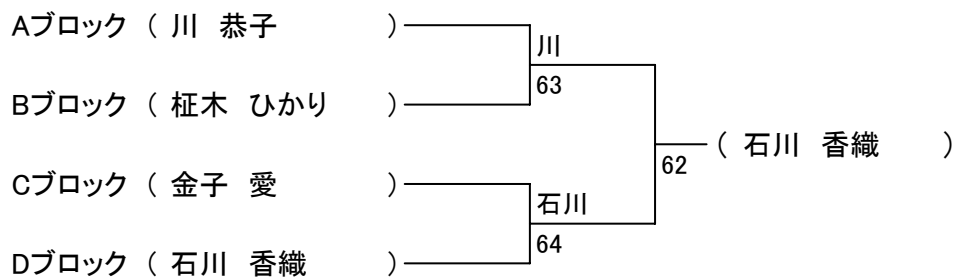 Aブロック ( 川 恭子 )
川
63
Bブロック ( 柾木 ひかり )
( 石川 香織 )
62
Cブロック ( 金子 愛 )
石川
64
Dブロック ( 石川 香織 )